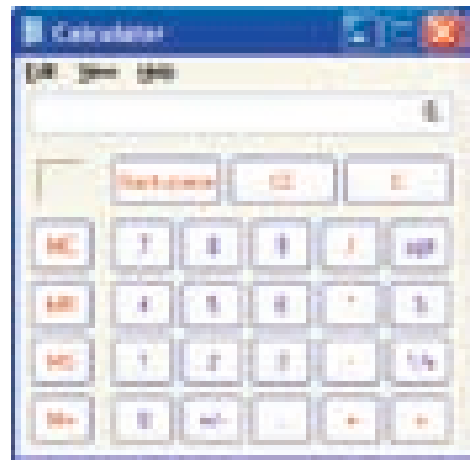 Calculator
Edit View Help
Backspace CE C
MC 7 8 9 / sqrt
MR 4 5 6 * %
MS 1 2 3 - 1/x
M+ 0 +/- . + =